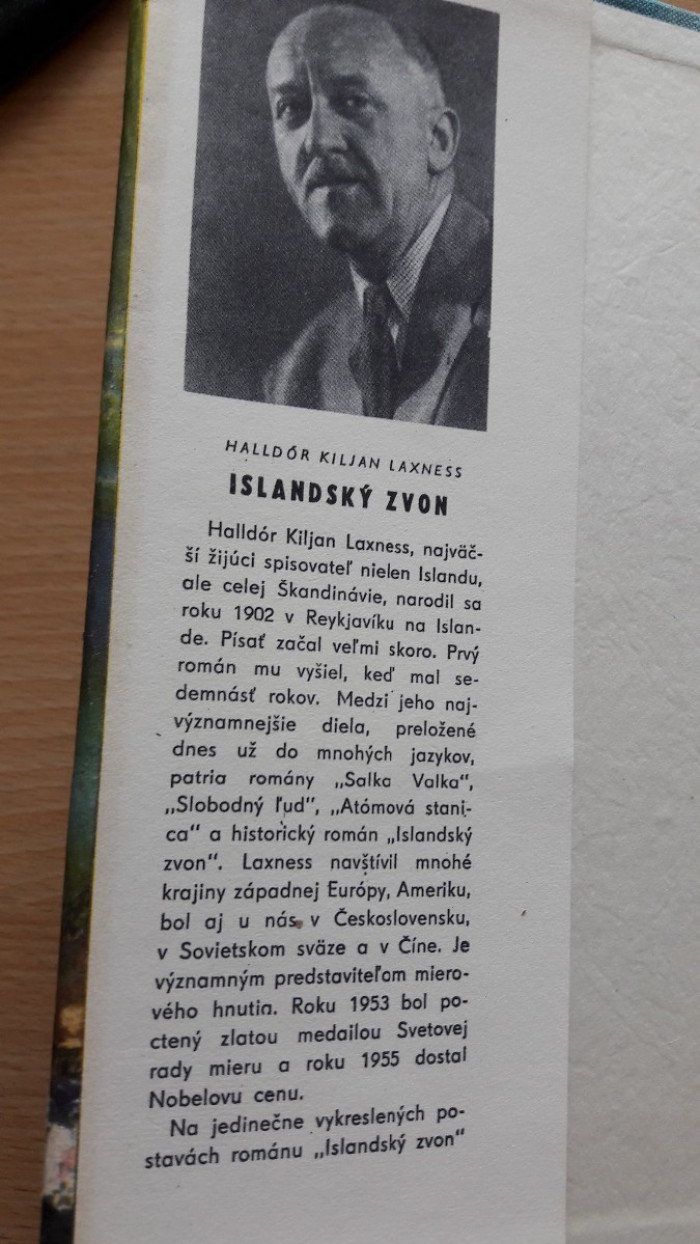 HALLDÓR KILJAN LAXNESS
ISLANDSKÝ ZVON
Halldór Kiljan Laxness, najväč-
ší žijúci spisovateľ nielen Islandu,
ale celej Škandinávie, narodil sa
roku 1902 v Reykjavíku na Islan-
de. Písať začal veľmi skoro. Prvý
román mu vyšiel, keď mal se-
demnásť rokov. Medzi jeho naj-
významnejšie diela, preložené
dnes už do mnohých jazykov,
patria romány „Salka Valka“,
„Slobodný ľud“, „Atómová stani-
ca“ a historický román „Islandský
zvon“. Laxness navštívil mnohé
krajiny západnej Európy, Ameriku,
bol aj u nás v Československu,
v Sovietskom sväze a v Číne. Je
významným predstaviteľom miero-
vého hnutia. Roku 1953 bol po-
ctený zlatou medailou Svetovej
rady mieru a roku 1955 dostal
Nobelovu cenu.
Na jedinečne vykreslených po-
stavách románu „Islandský zvon“